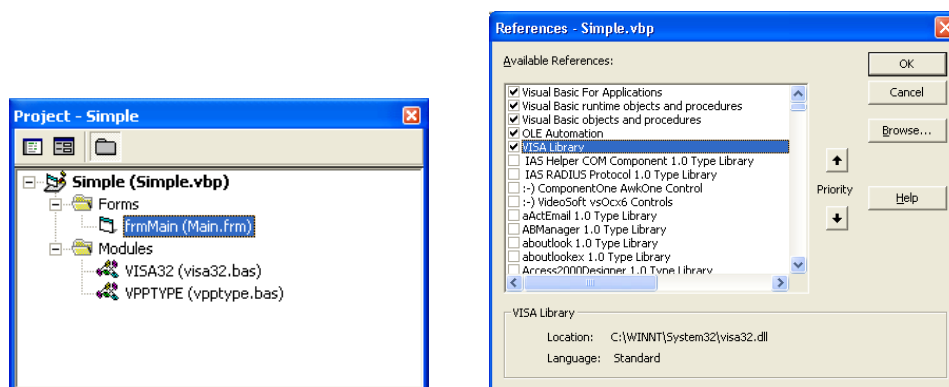 Project - Simple
Simple (Simple.vbp)
Forms
frmMain (Main.frm)
Modules
VISA32 (visa32.bas)
VPPTYPE (vpptype.bas)
References - Simple.vbp
Available References:
Visual Basic For Applications
Visual Basic runtime objects and procedures
Visual Basic objects and procedures
OLE Automation
VISA Library
IAS Helper COM Component 1.0 Type Library
IAS RADIUS Protocol 1.0 Type Library
:-) ComponentOne AwkOne Control
:-) VideoSoft vsOcx6 Controls
aActEmail 1.0 Type Library
ABManager 1.0 Type Library
aboutlook 1.0 Type Library
aboutlookex 1.0 Type Library
Access2000Designer 1.0 Type Library
Priority
OK
Cancel
Browse...
Help
VISA Library
Location: C:\WINNT\System32\visa32.dll
Language: Standard